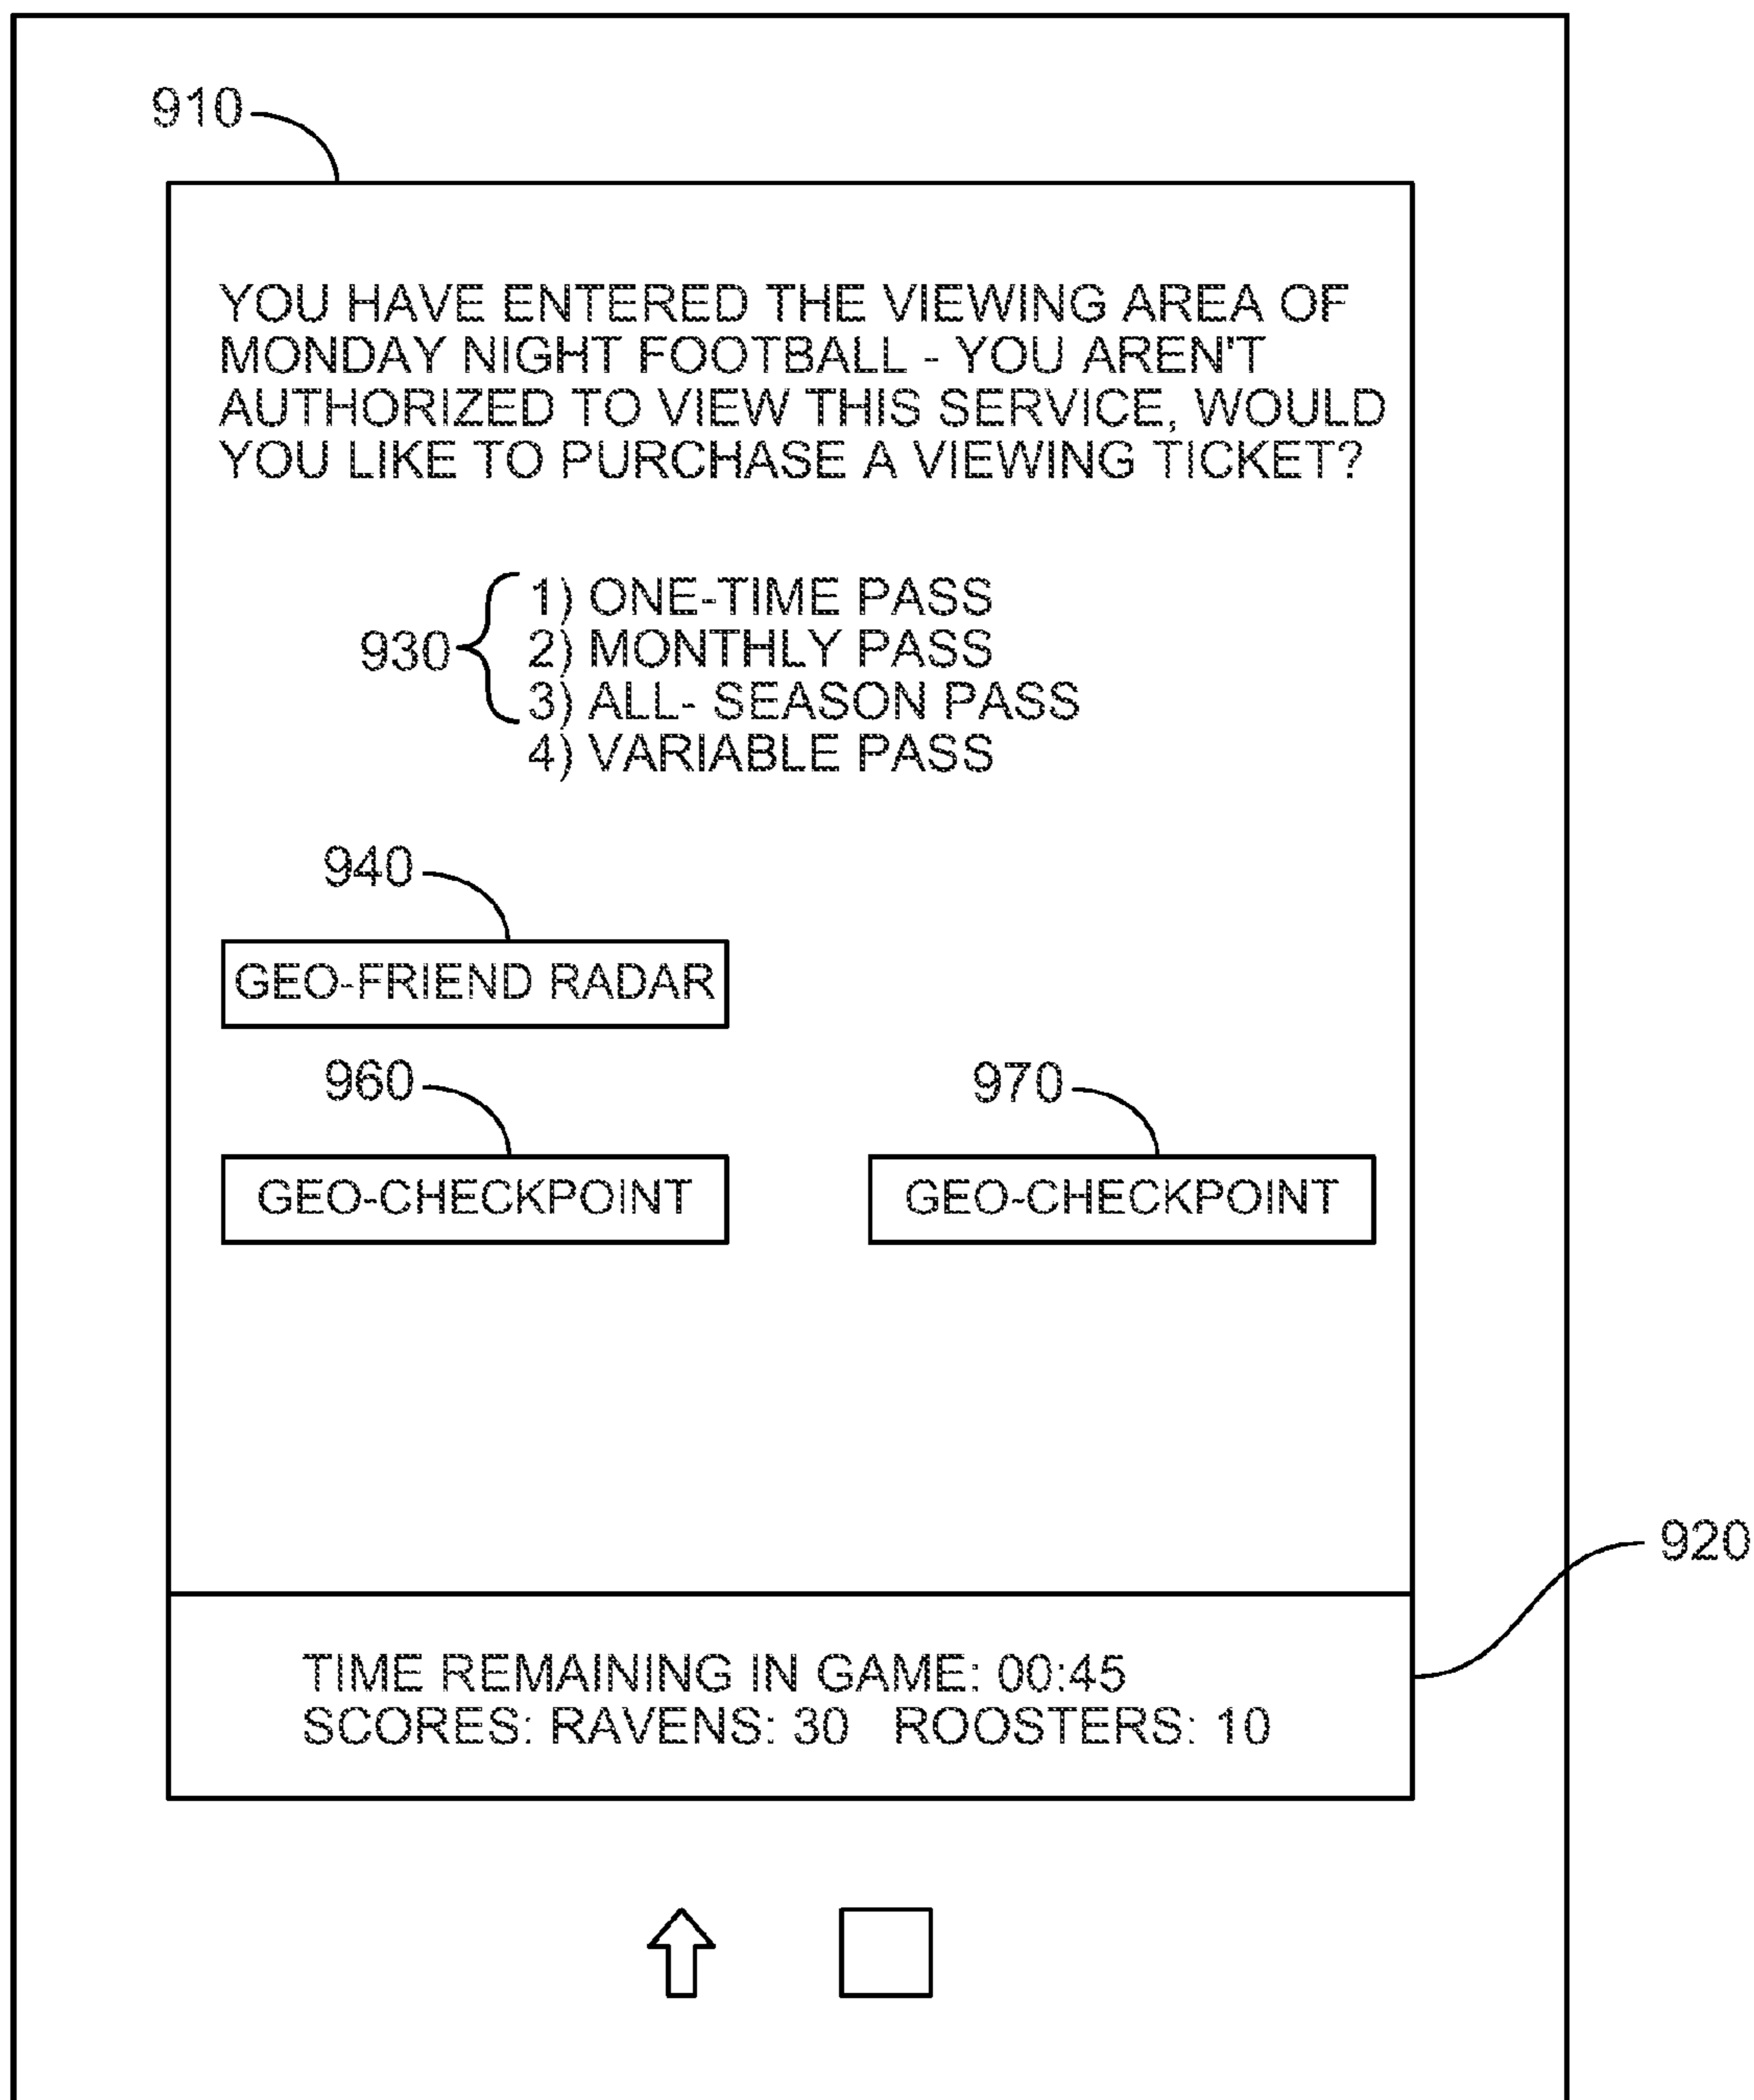 910
YOU HAVE ENTERED THE VIEWING AREA OF
MONDAY NIGHT FOOTBALL - YOU AREN'T
AUTHORIZED TO VIEW THIS SERVICE, WOULD
YOU LIKE TO PURCHASE A VIEWING TICKET?
930
1) ONE-TIME PASS
2) MONTHLY PASS
3) ALL- SEASON PASS
4) VARIABLE PASS
940
GEO-FRIEND RADAR
960 970
GEO-CHECKPOINT GEO-CHECKPOINT
920
TIME REMAINING IN GAME: 00:45
SCORES: RAVENS: 30 ROOSTERS: 10